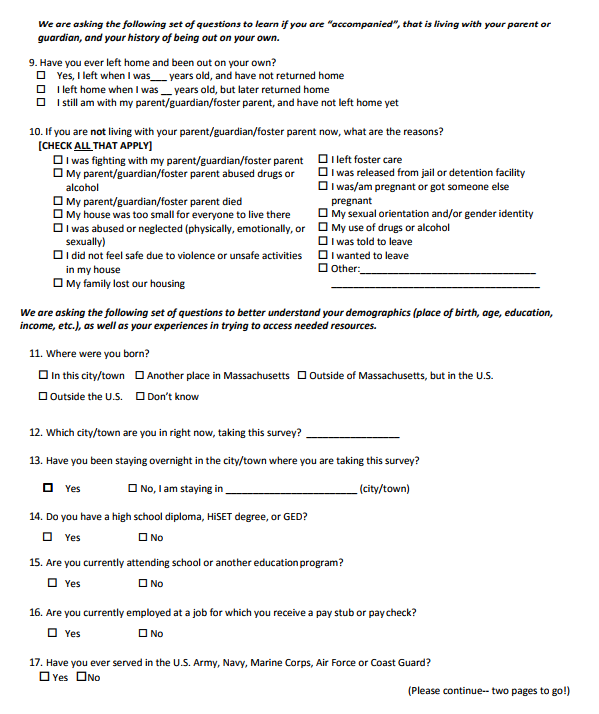 We are asking the following set of questions to learn if you are "accompanied", that is living with your parent or
guardian, and your history of being out on your own.
9. Have you ever left home and been out on your own?
☐ Yes, I left when I was___ years old, and have not returned home
☐ I left home when I was __ years old, but later returned home
☐ I still am with my parent/guardian/foster parent, and have not left home yet
10. If you are not living with your parent/guardian/foster parent now, what are the reasons?
[CHECK ALL THAT APPLY]
☐ I was fighting with my parent/guardian/foster parent
☐ My parent/guardian/foster parent abused drugs or
alcohol
☐ My parent/guardian/foster parent died
☐ My house was too small for everyone to live there
☐ I was abused or neglected (physically, emotionally, or
sexually)
☐ I did not feel safe due to violence or unsafe activities
in my house
☐ My family lost our housing
☐ I left foster care
☐ I was released from jail or detention facility
☐ I was/am pregnant or got someone else
pregnant
☐ My sexual orientation and/or gender identity
☐ My use of drugs or alcohol
☐ I was told to leave
☐ I wanted to leave
☐ Other:______________________________
We are asking the following set of questions to better understand your demographics (place of birth, age, education,
income, etc.), as well as your experiences in trying to access needed resources.
11. Where were you born?
☐ In this city/town ☐ Another place in Massachusetts ☐ Outside of Massachusetts, but in the U.S.
☐ Outside the U.S. ☐ Don't know
12. Which city/town are you in right now, taking this survey? ________________
13. Have you been staying overnight in the city/town where you are taking this survey?
☐ Yes ☐ No, I am staying in ______________________ (city/town)
14. Do you have a high school diploma, HiSET degree, or GED?
☐ Yes ☐ No
15. Are you currently attending school or another education program?
☐ Yes ☐ No
16. Are you currently employed at a job for which you receive a pay stub or pay check?
☐ Yes ☐ No
17. Have you ever served in the U.S. Army, Navy, Marine Corps, Air Force or Coast Guard?
☐ Yes ☐No
(Please continue-- two pages to go!)